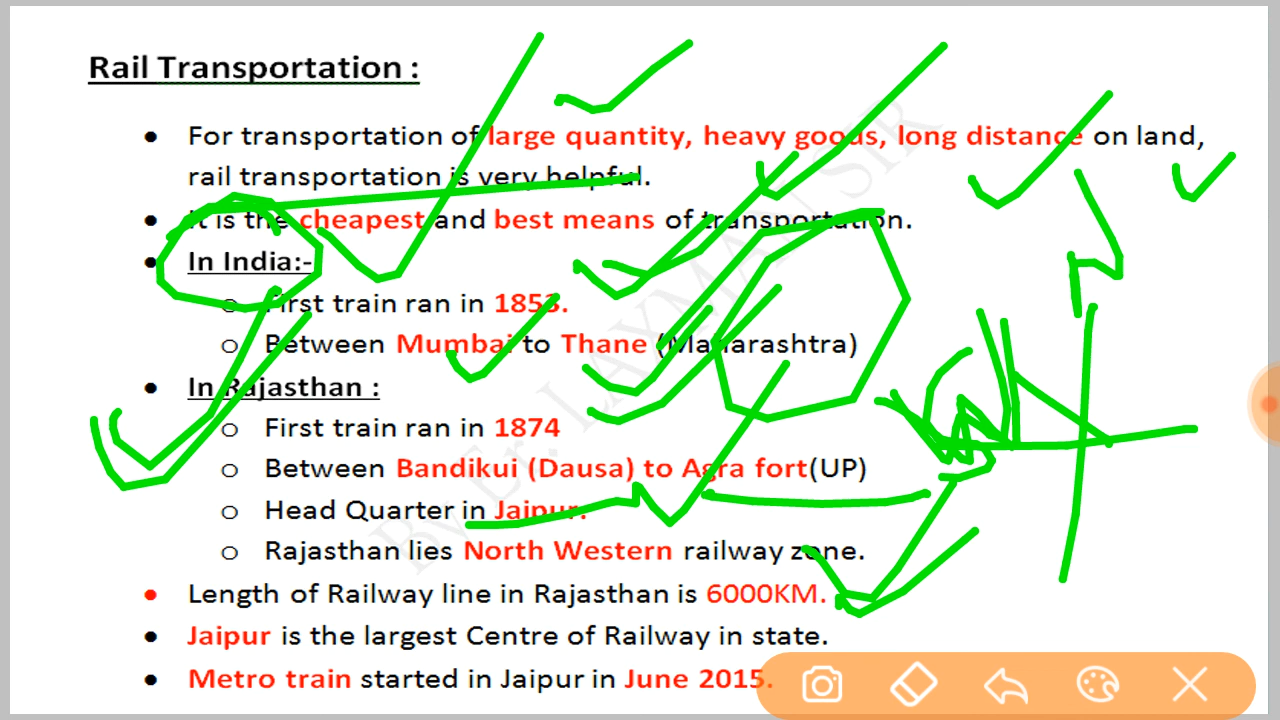 Rail Transportation :
• For transportation of large quantity, heavy goods, long distance on land,
rail transportation is very helpful.
• It is the cheapest and best means of transportation.
• In India:-
o First train ran in 1853.
o Between Mumbai to Thane (Maharashtra)
• In Rajasthan :
o First train ran in 1874
o Between Bandikui (Dausa) to Agra fort(UP)
o Head Quarter in Jaipur.
o Rajasthan lies North Western railway zone.
• Length of Railway line in Rajasthan is 6000KM.
• Jaipur is the largest Centre of Railway in state.
• Metro train started in Jaipur in June 2015.
By Er. LAXMAN SIR